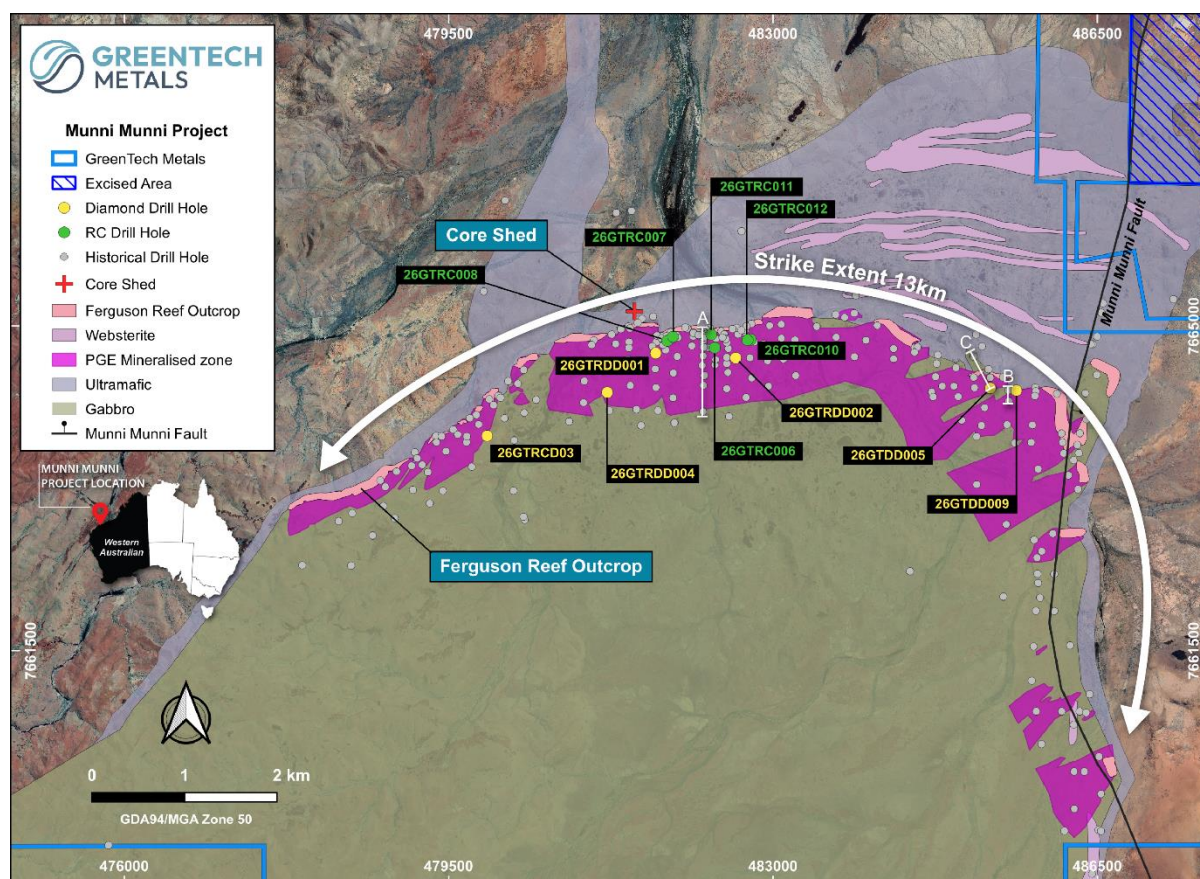 GREENTECH
METALS
Munni Munni Project
GreenTech Metals
Excised Area
Diamond Drill Hole
RC Drill Hole
Historical Drill Hole
Core Shed
Ferguson Reef Outcrop
Websterite
PGE Mineralised zone
Ultramafic
Gabbro
Munni Munni Fault
479500
483000
486500
26GTRC011
26GTRC012
26GTRC007
Core Shed
26GTRC008
Strike Extent 13km
Munni Munni Fault
7665000
A
C
B
26GTRDD001
26GTRC010
26GTRDD002
26GTRCD03
26GTRDD004
26GTRC006
26GTDD005
26GTDD009
MUNNI MUNNI
PROJECT LOCATION
Western
Australian
Ferguson Reef Outcrop
7661500
7661500
0 1 2 km
GDA94/MGA Zone 50
476000
479500
483000
486500